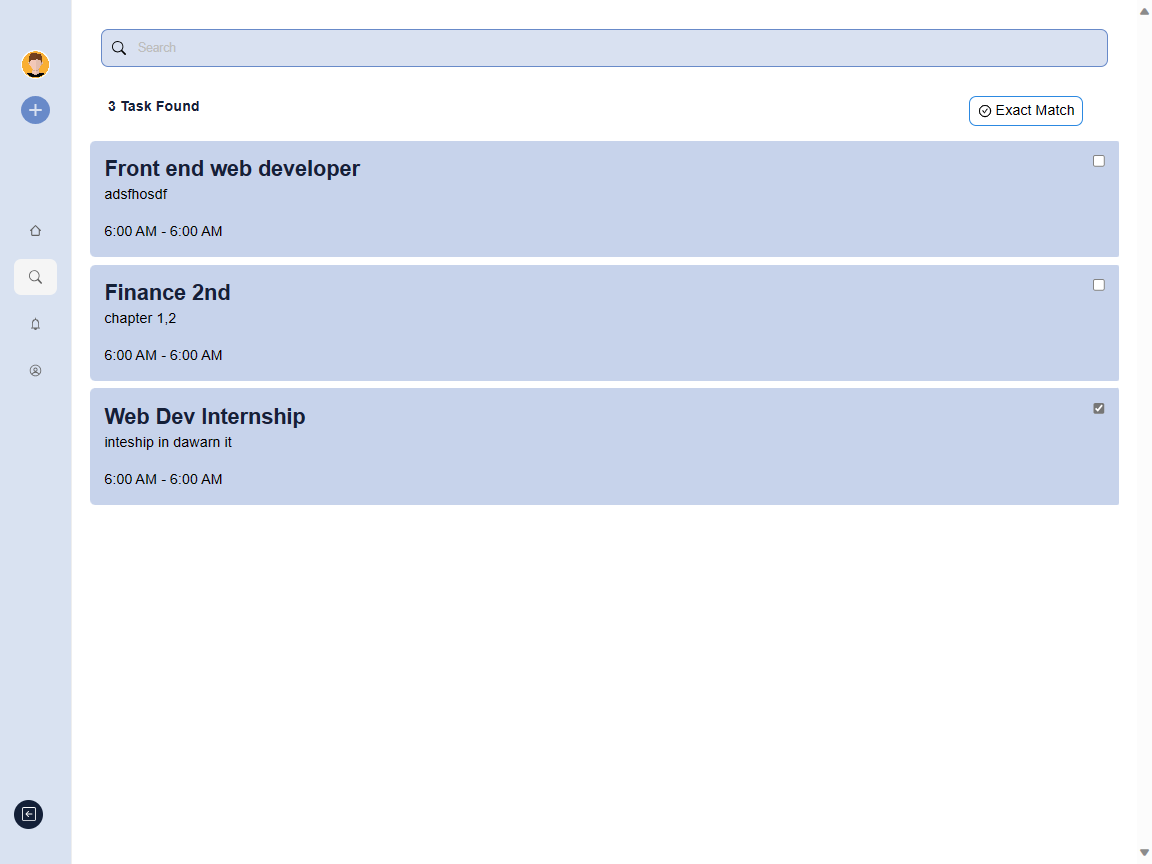 Search
3 Task Found
Exact Match
Front end web developer
adsfhosdf
6:00 AM - 6:00 AM
Finance 2nd
chapter 1,2
6:00 AM - 6:00 AM
Web Dev Internship
inteship in dawarn it
6:00 AM - 6:00 AM